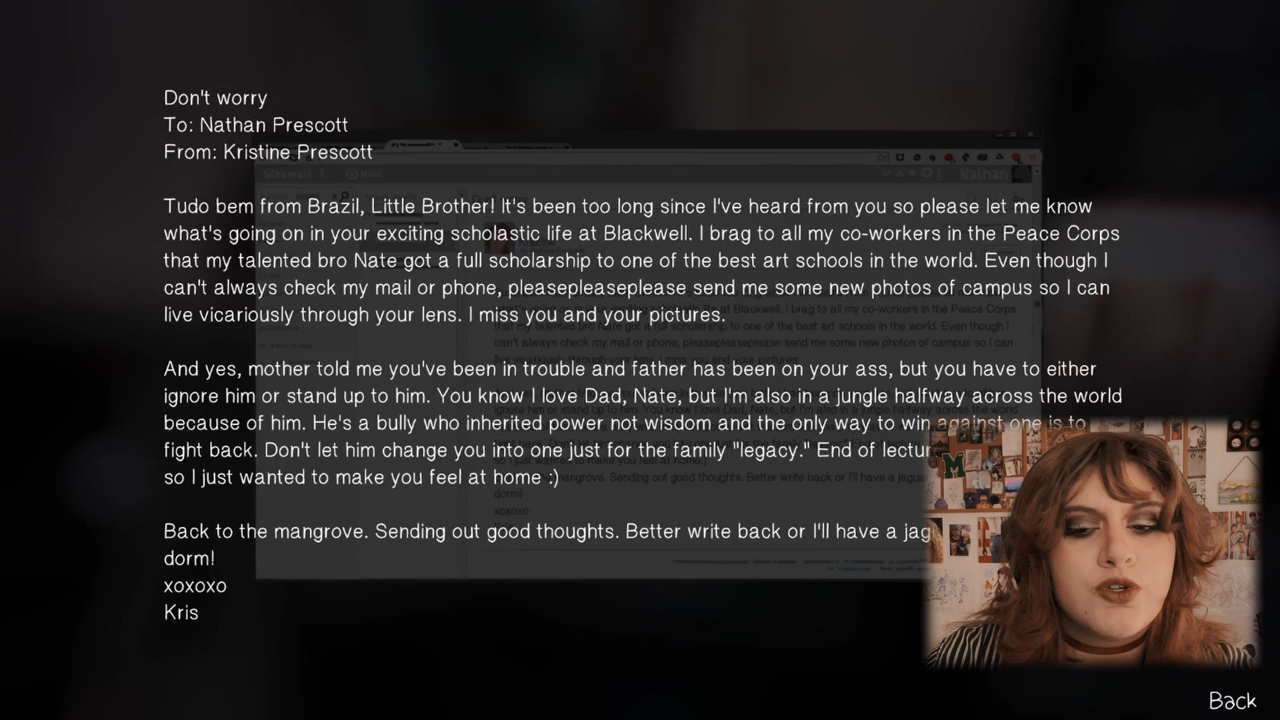 Don't worry
To: Nathan Prescott
From: Kristine Prescott
Tudo bem from Brazil, Little Brother! It's been too long since I've heard from you so please let me know
what's going on in your exciting scholastic life at Blackwell. I brag to all my co-workers in the Peace Corps
that my talented bro Nate got a full scholarship to one of the best art schools in the world. Even though I
can't always check my mail or phone, pleasepleaseplease send me some new photos of campus so I can
live vicariously through your lens. I miss you and your pictures.
And yes, mother told me you've been in trouble and father has been on your ass, but you have to either
ignore him or stand up to him. You know I love Dad, Nate, but I'm also in a jungle halfway across the world
because of him. He's a bully who inherited power not wisdom and the only way to win against one is to
fight back. Don't let him change you into one just for the family "legacy." End of lectur
so I just wanted to make you feel at home :)
Back to the mangrove. Sending out good thoughts. Better write back or I'll have a jag
dorm!
xoxoxo
Kris
M
Back